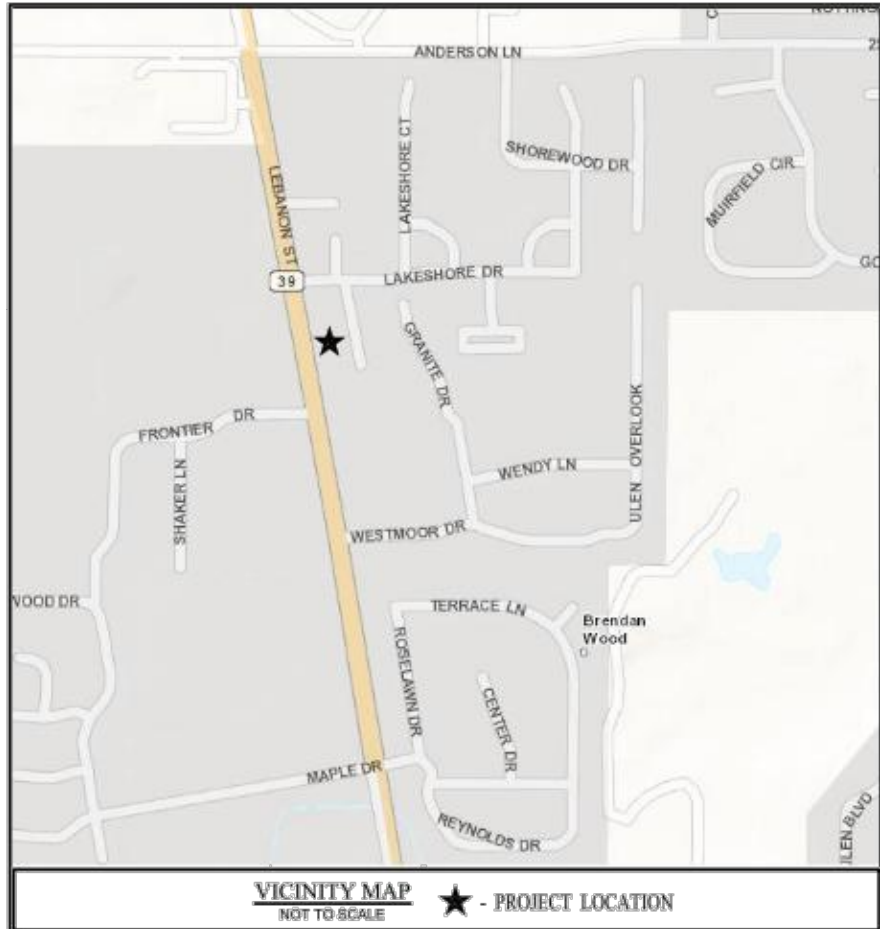 ANDERSON LN
SHOREWOOD DR
MUIRFIELD CIR
LAKESHORE CT
LEBANON ST
39
LAKESHORE DR
GRANITE DR
FRONTIER DR
SHAKER LN
WENDY LN
ULEN OVERLOOK
WESTMOOR DR
WOOD DR
TERRACE LN
Brendan
Wood
ROSELAWN DR
CENTER DR
MAPLE DR
REYNOLDS DR
ULEN BLVD
VICINITY MAP
NOT TO SCALE
★ - PROJECT LOCATION